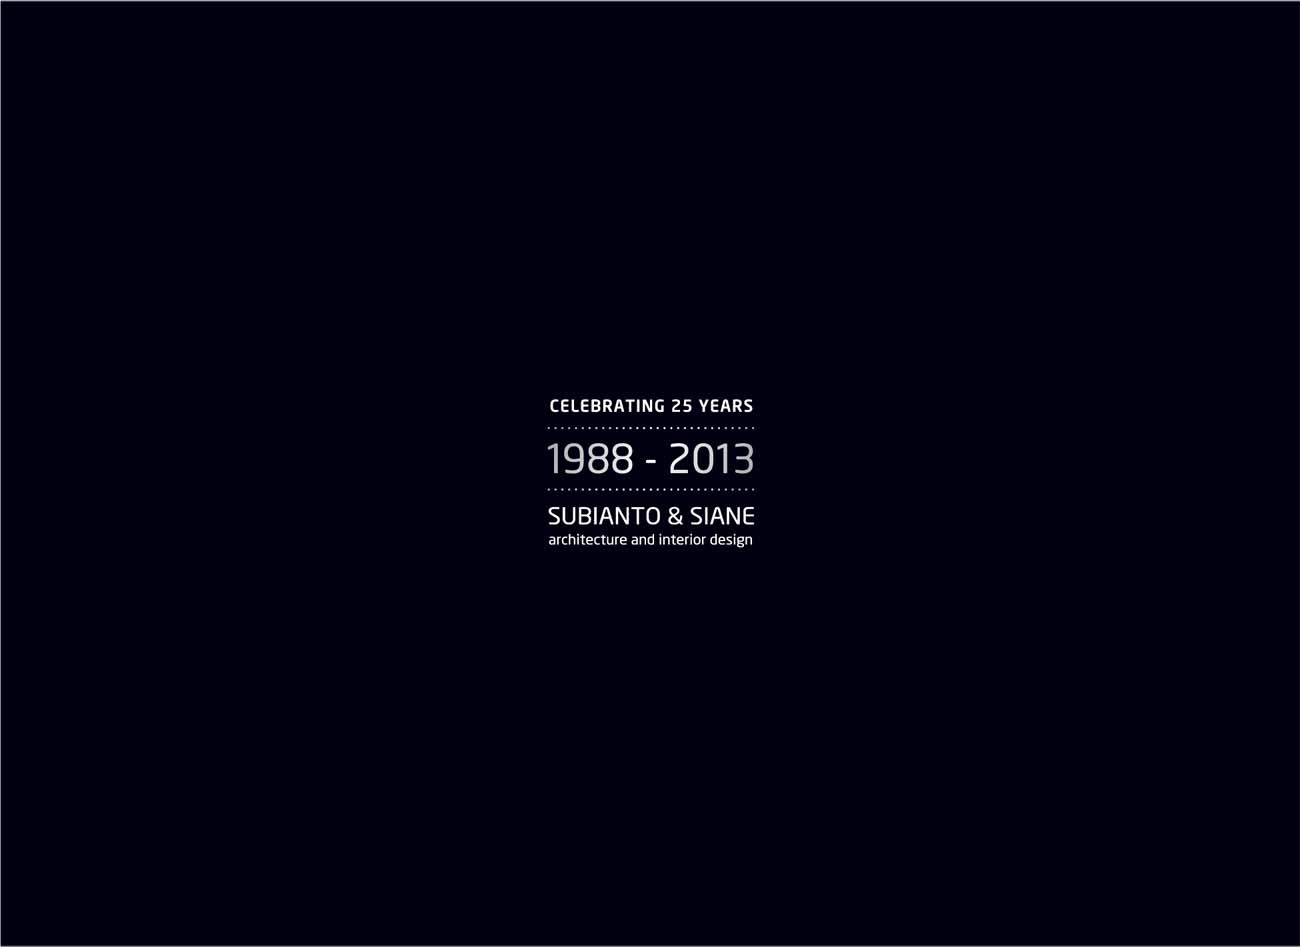 CELEBRATING 25 YEARS
1988 - 2013
SUBIANTO & SIANE
architecture and interior design